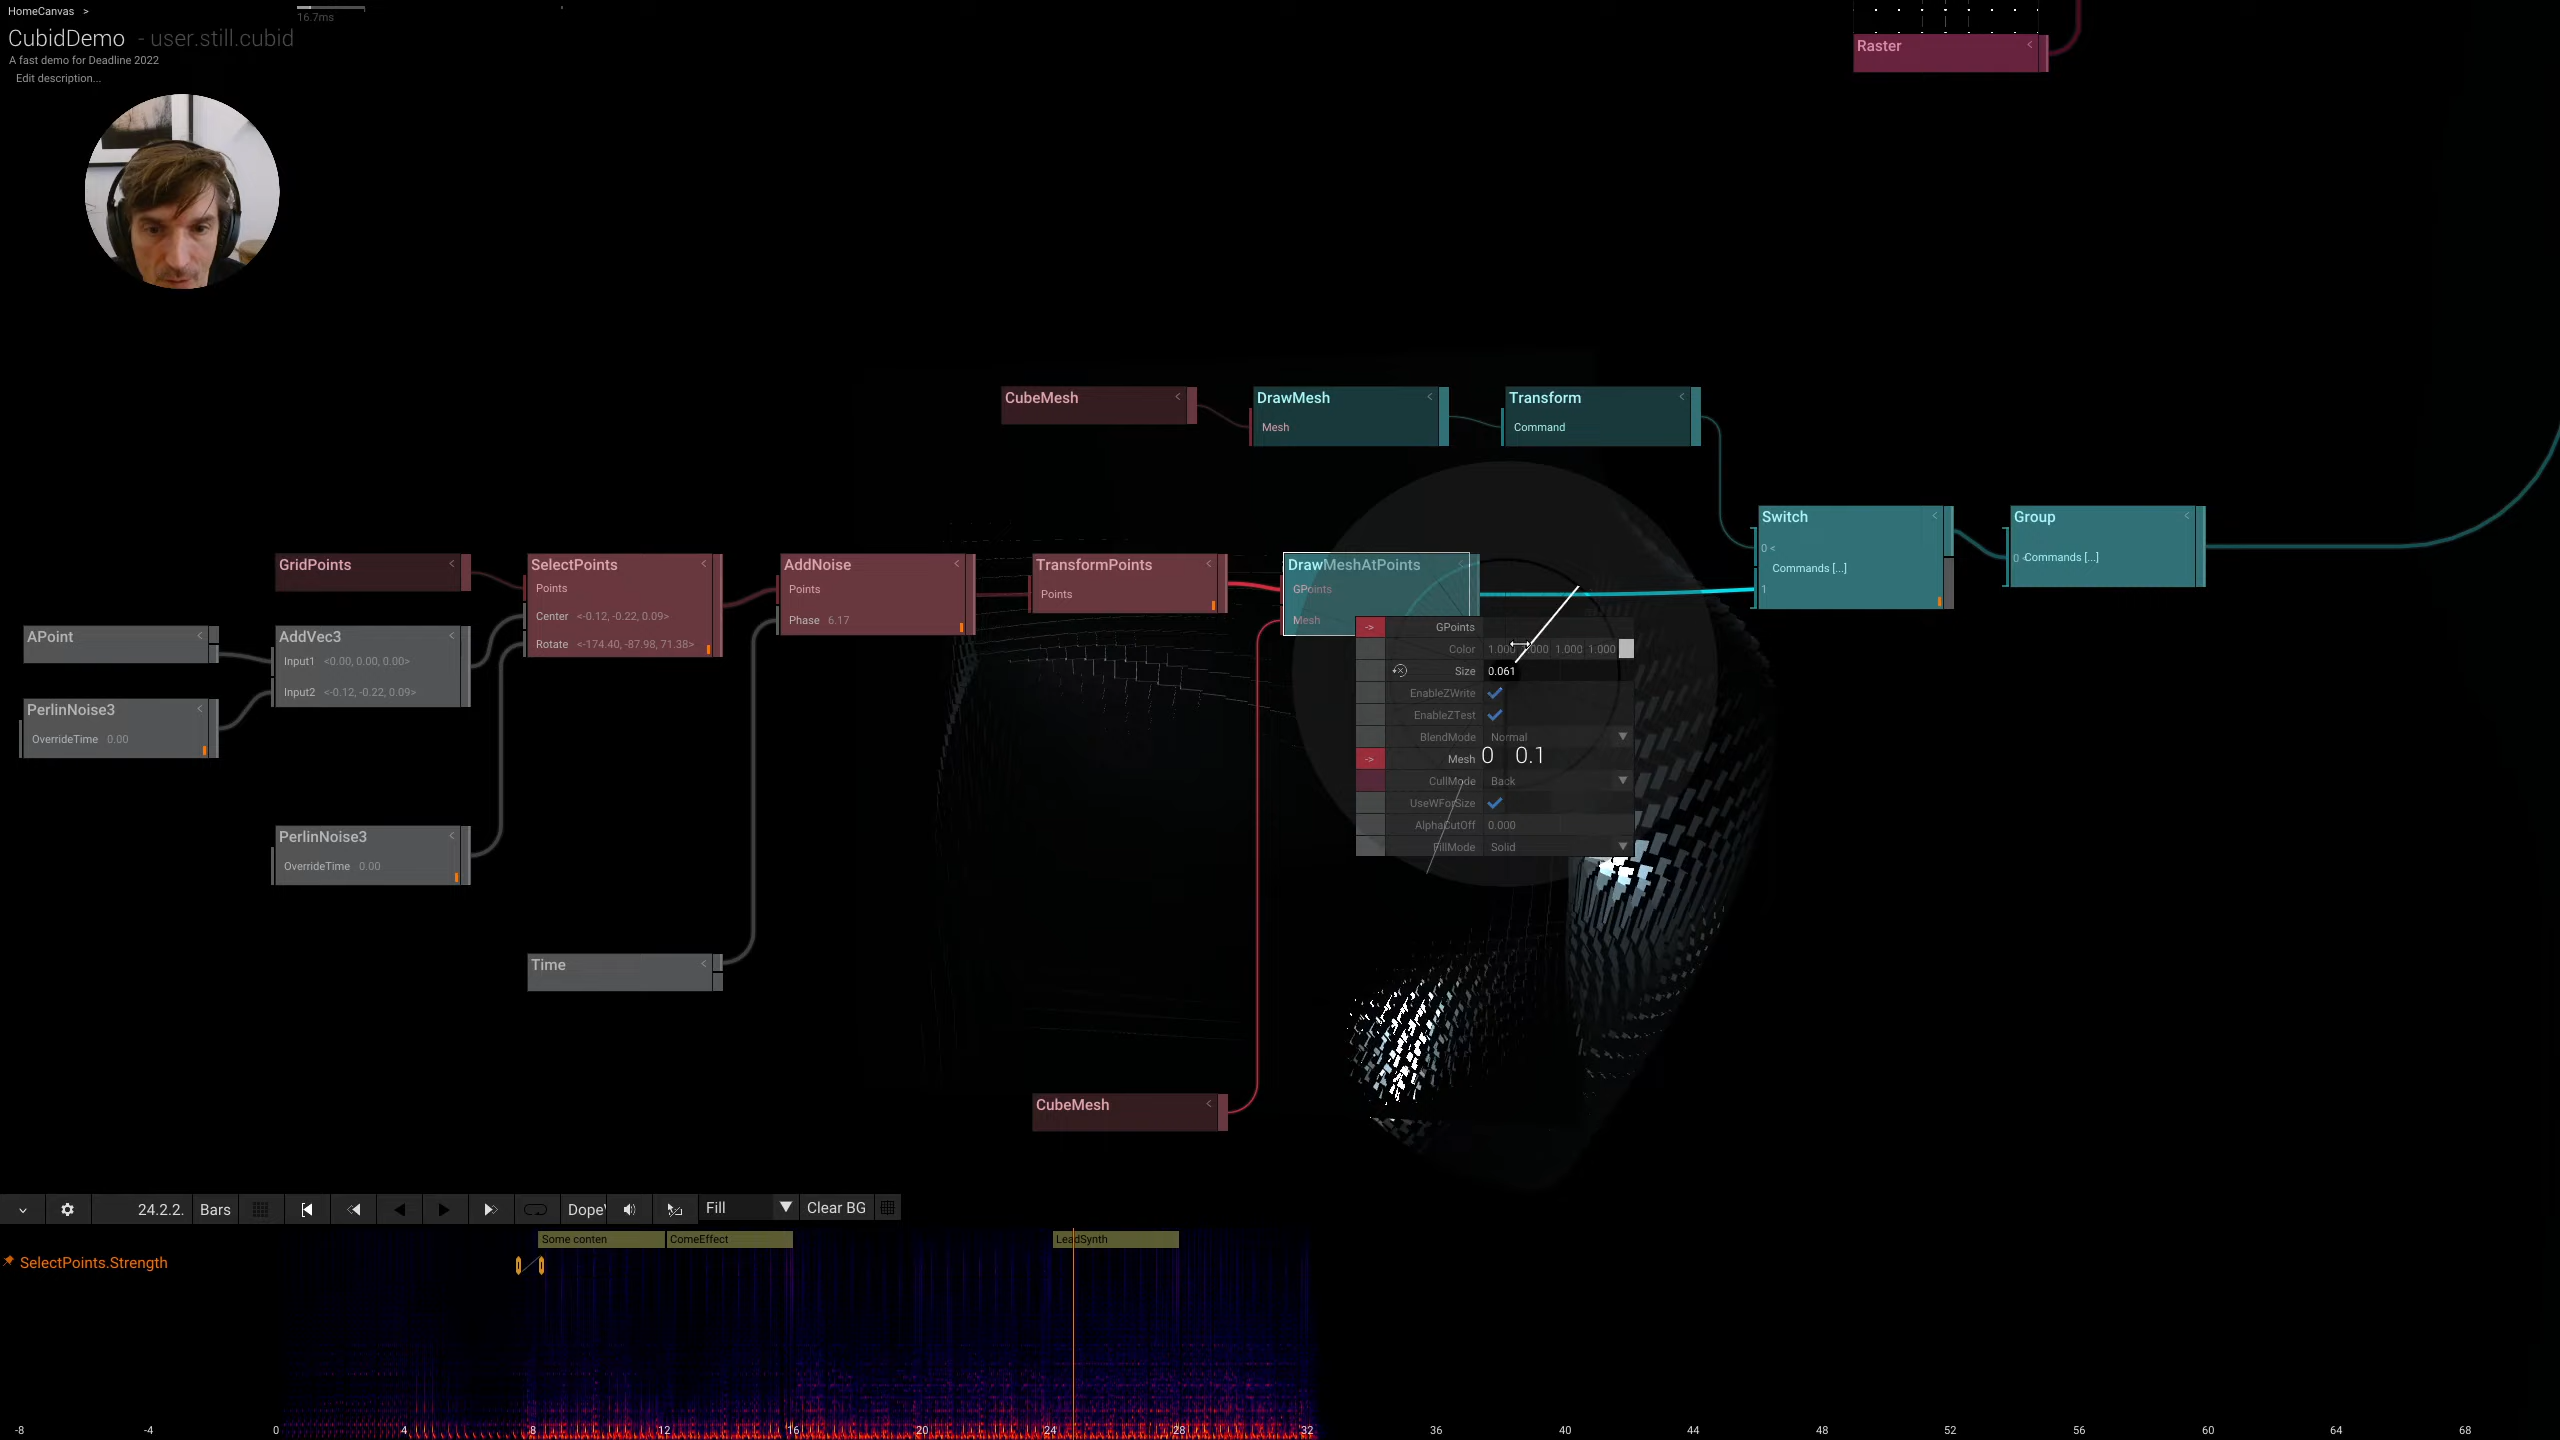 HomeCanvas >
16.7ms
CubidDemo - user.still.cubid
A fast demo for Deadline 2022
Edit description...
Raster
CubeMesh
DrawMesh
Mesh
Transform
Command
Switch
0 <
Commands [...]
1
Group
0 <
Commands [...]
GridPoints
SelectPoints
Points
Center <-0.12, -0.22, 0.09>
Rotate <-174.40, -87.98, 71.38>
AddNoise
Points
Phase 6.17
TransformPoints
Points
DrawMeshAtPoints
GPoints
Mesh
APoint
AddVec3
Input1 <0.00, 0.00, 0.00>
Input2 <-0.12, -0.22, 0.09>
PerlinNoise3
OverrideTime 0.00
PerlinNoise3
OverrideTime 0.00
Time
CubeMesh
-> GPoints
Color 1.000 1.000 1.000 1.000
Size 0.061
EnableZWrite
EnableZTest
BlendMode Normal
-> Mesh
0 0.1
CullMode Back
UseWForSize
AlphaCutOff 0.000
FillMode Solid
24.2.2. Bars
Fill
Clear BG
Some conten
ComeEffect
LeadSynth
SelectPoints.Strength
-8 -4 0 4 8 12 16 20 24 28 32 36 40 44 48 52 56 60 64 68